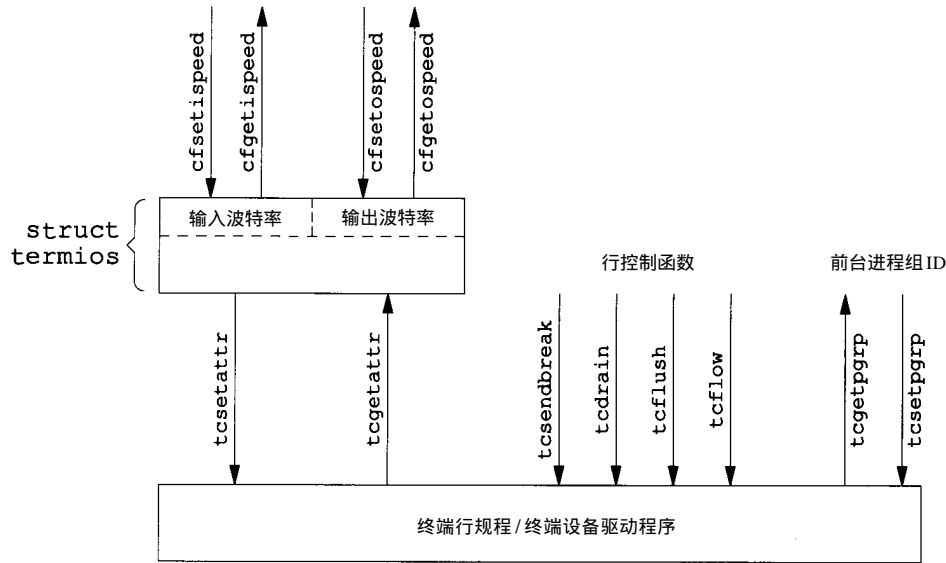 cfsetispeed
cfgetispeed
cfsetospeed
cfgetospeed
输入波特率
输出波特率
struct
termios
行控制函数
前台进程组ID
tcsetattr
tcgetattr
tcsendbreak
tcdrain
tcflush
tcflow
tcgetpgrp
tcsetpgrp
终端行规程/终端设备驱动程序